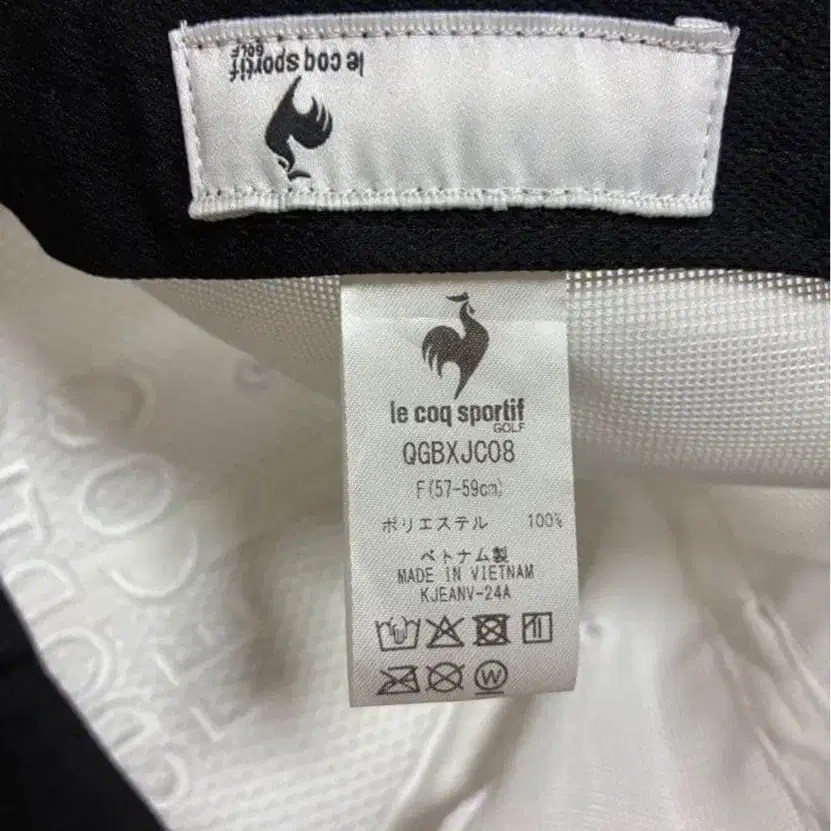 le coq sportif
GOLF
le coq sportif
GOLF
QGBXJC08
F(57-59cm)
ポリエステル 100%
ベトナム製
MADE IN VIETNAM
KJEANV-24A
W